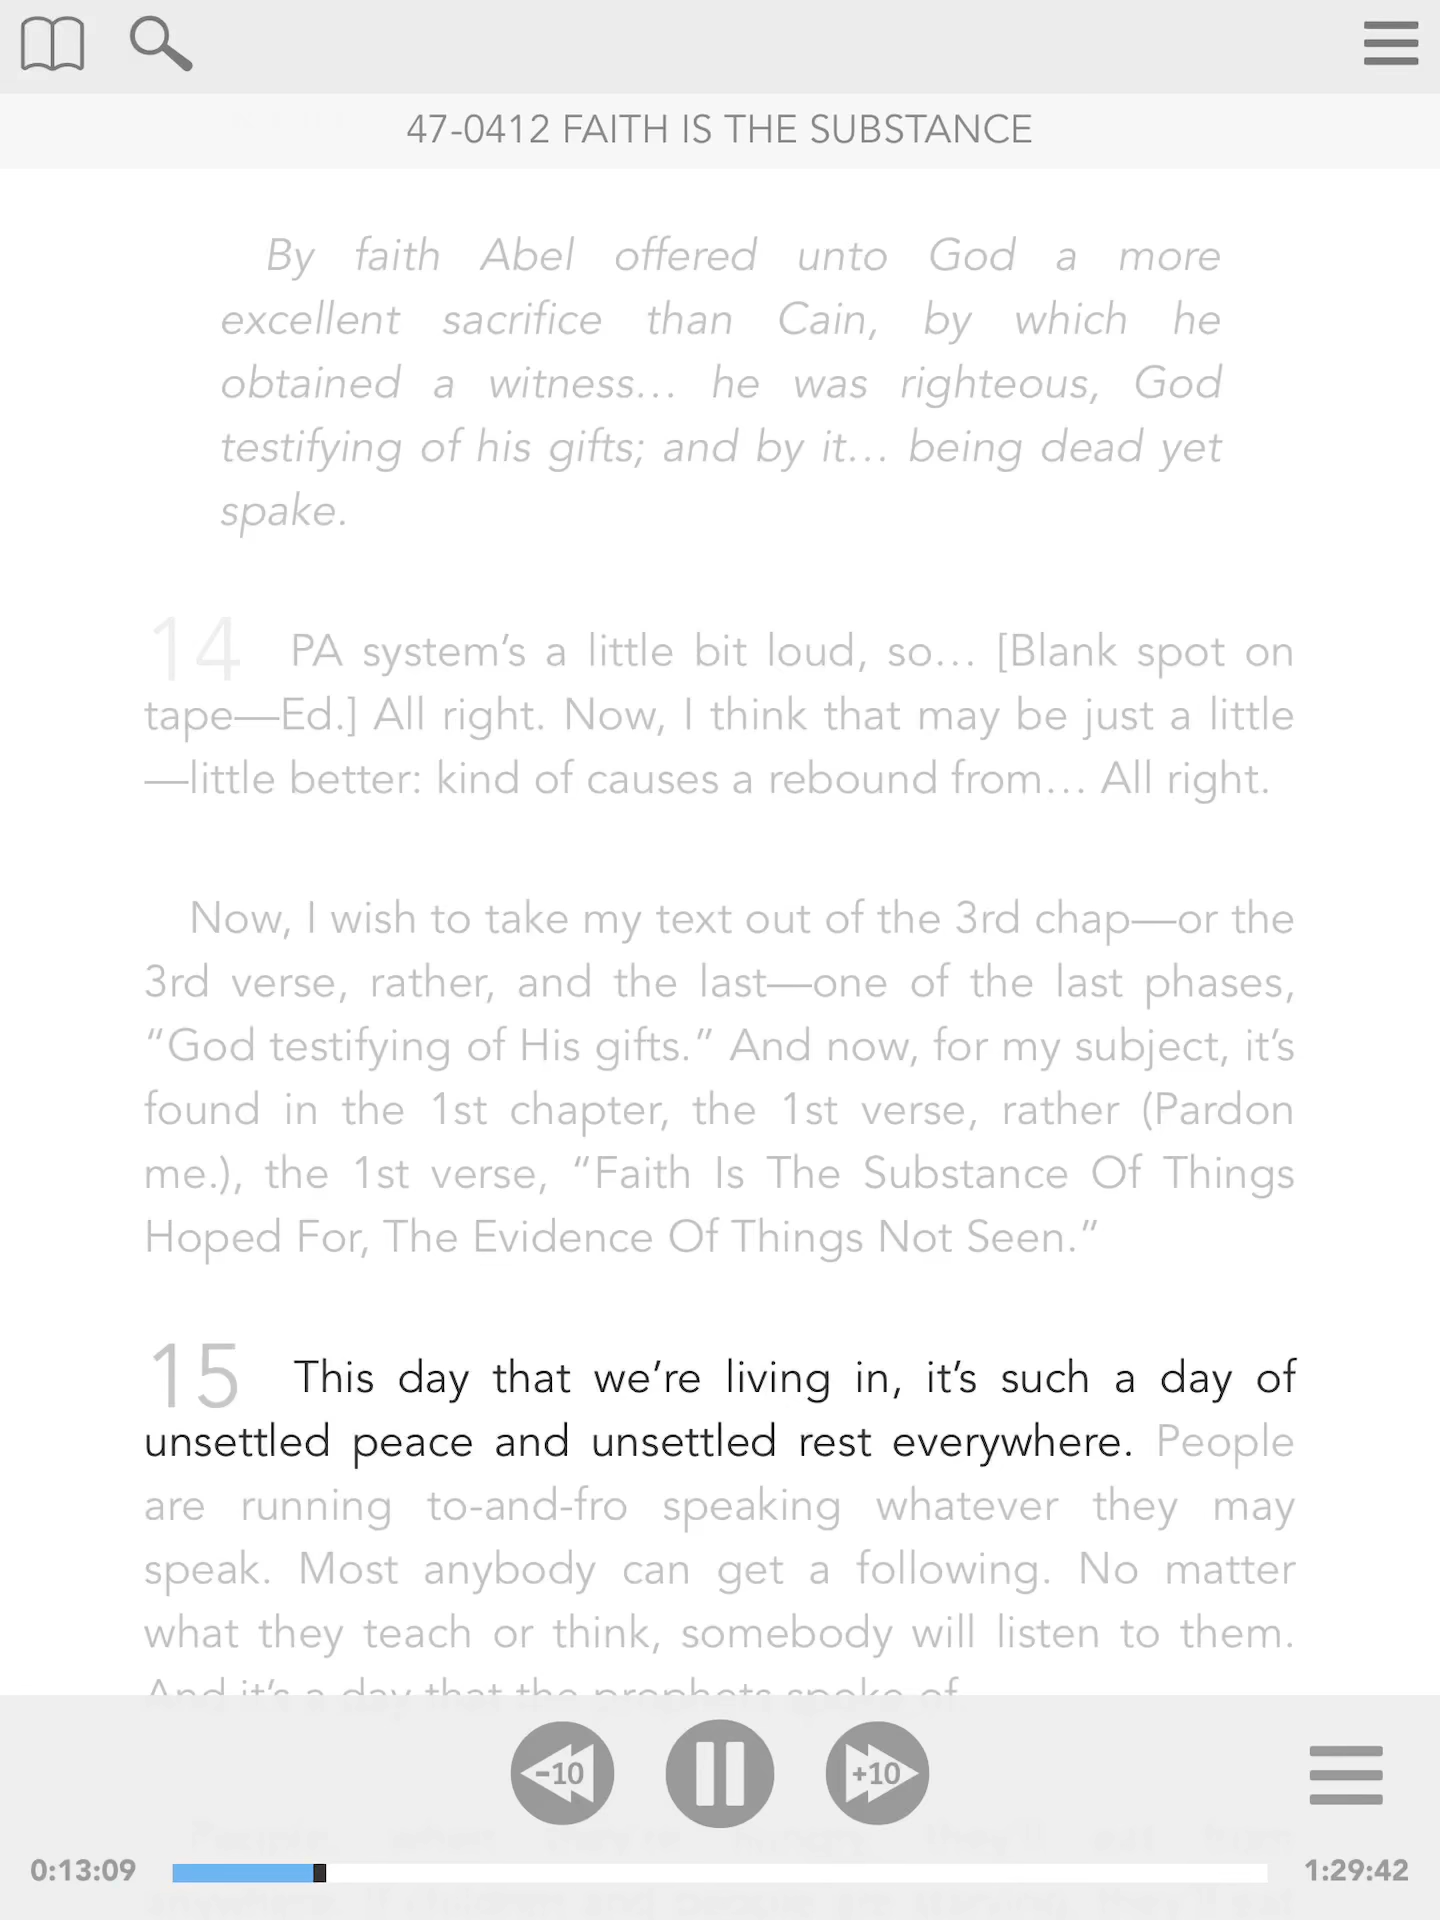 47-0412 FAITH IS THE SUBSTANCE
By faith Abel offered unto God a more
excellent sacrifice than Cain, by which he
obtained a witness… he was righteous, God
testifying of his gifts; and by it… being dead yet
spake.
14 PA system’s a little bit loud, so… [Blank spot on
tape—Ed.] All right. Now, I think that may be just a little
—little better: kind of causes a rebound from… All right.
Now, I wish to take my text out of the 3rd chap—or the
3rd verse, rather, and the last—one of the last phases,
“God testifying of His gifts.” And now, for my subject, it’s
found in the 1st chapter, the 1st verse, rather (Pardon
me.), the 1st verse, “Faith Is The Substance Of Things
Hoped For, The Evidence Of Things Not Seen.”
15 This day that we’re living in, it’s such a day of
unsettled peace and unsettled rest everywhere. People
are running to-and-fro speaking whatever they may
speak. Most anybody can get a following. No matter
what they teach or think, somebody will listen to them.
And it’s a day that the prophets spoke of
-10 +10
0:13:09 1:29:42